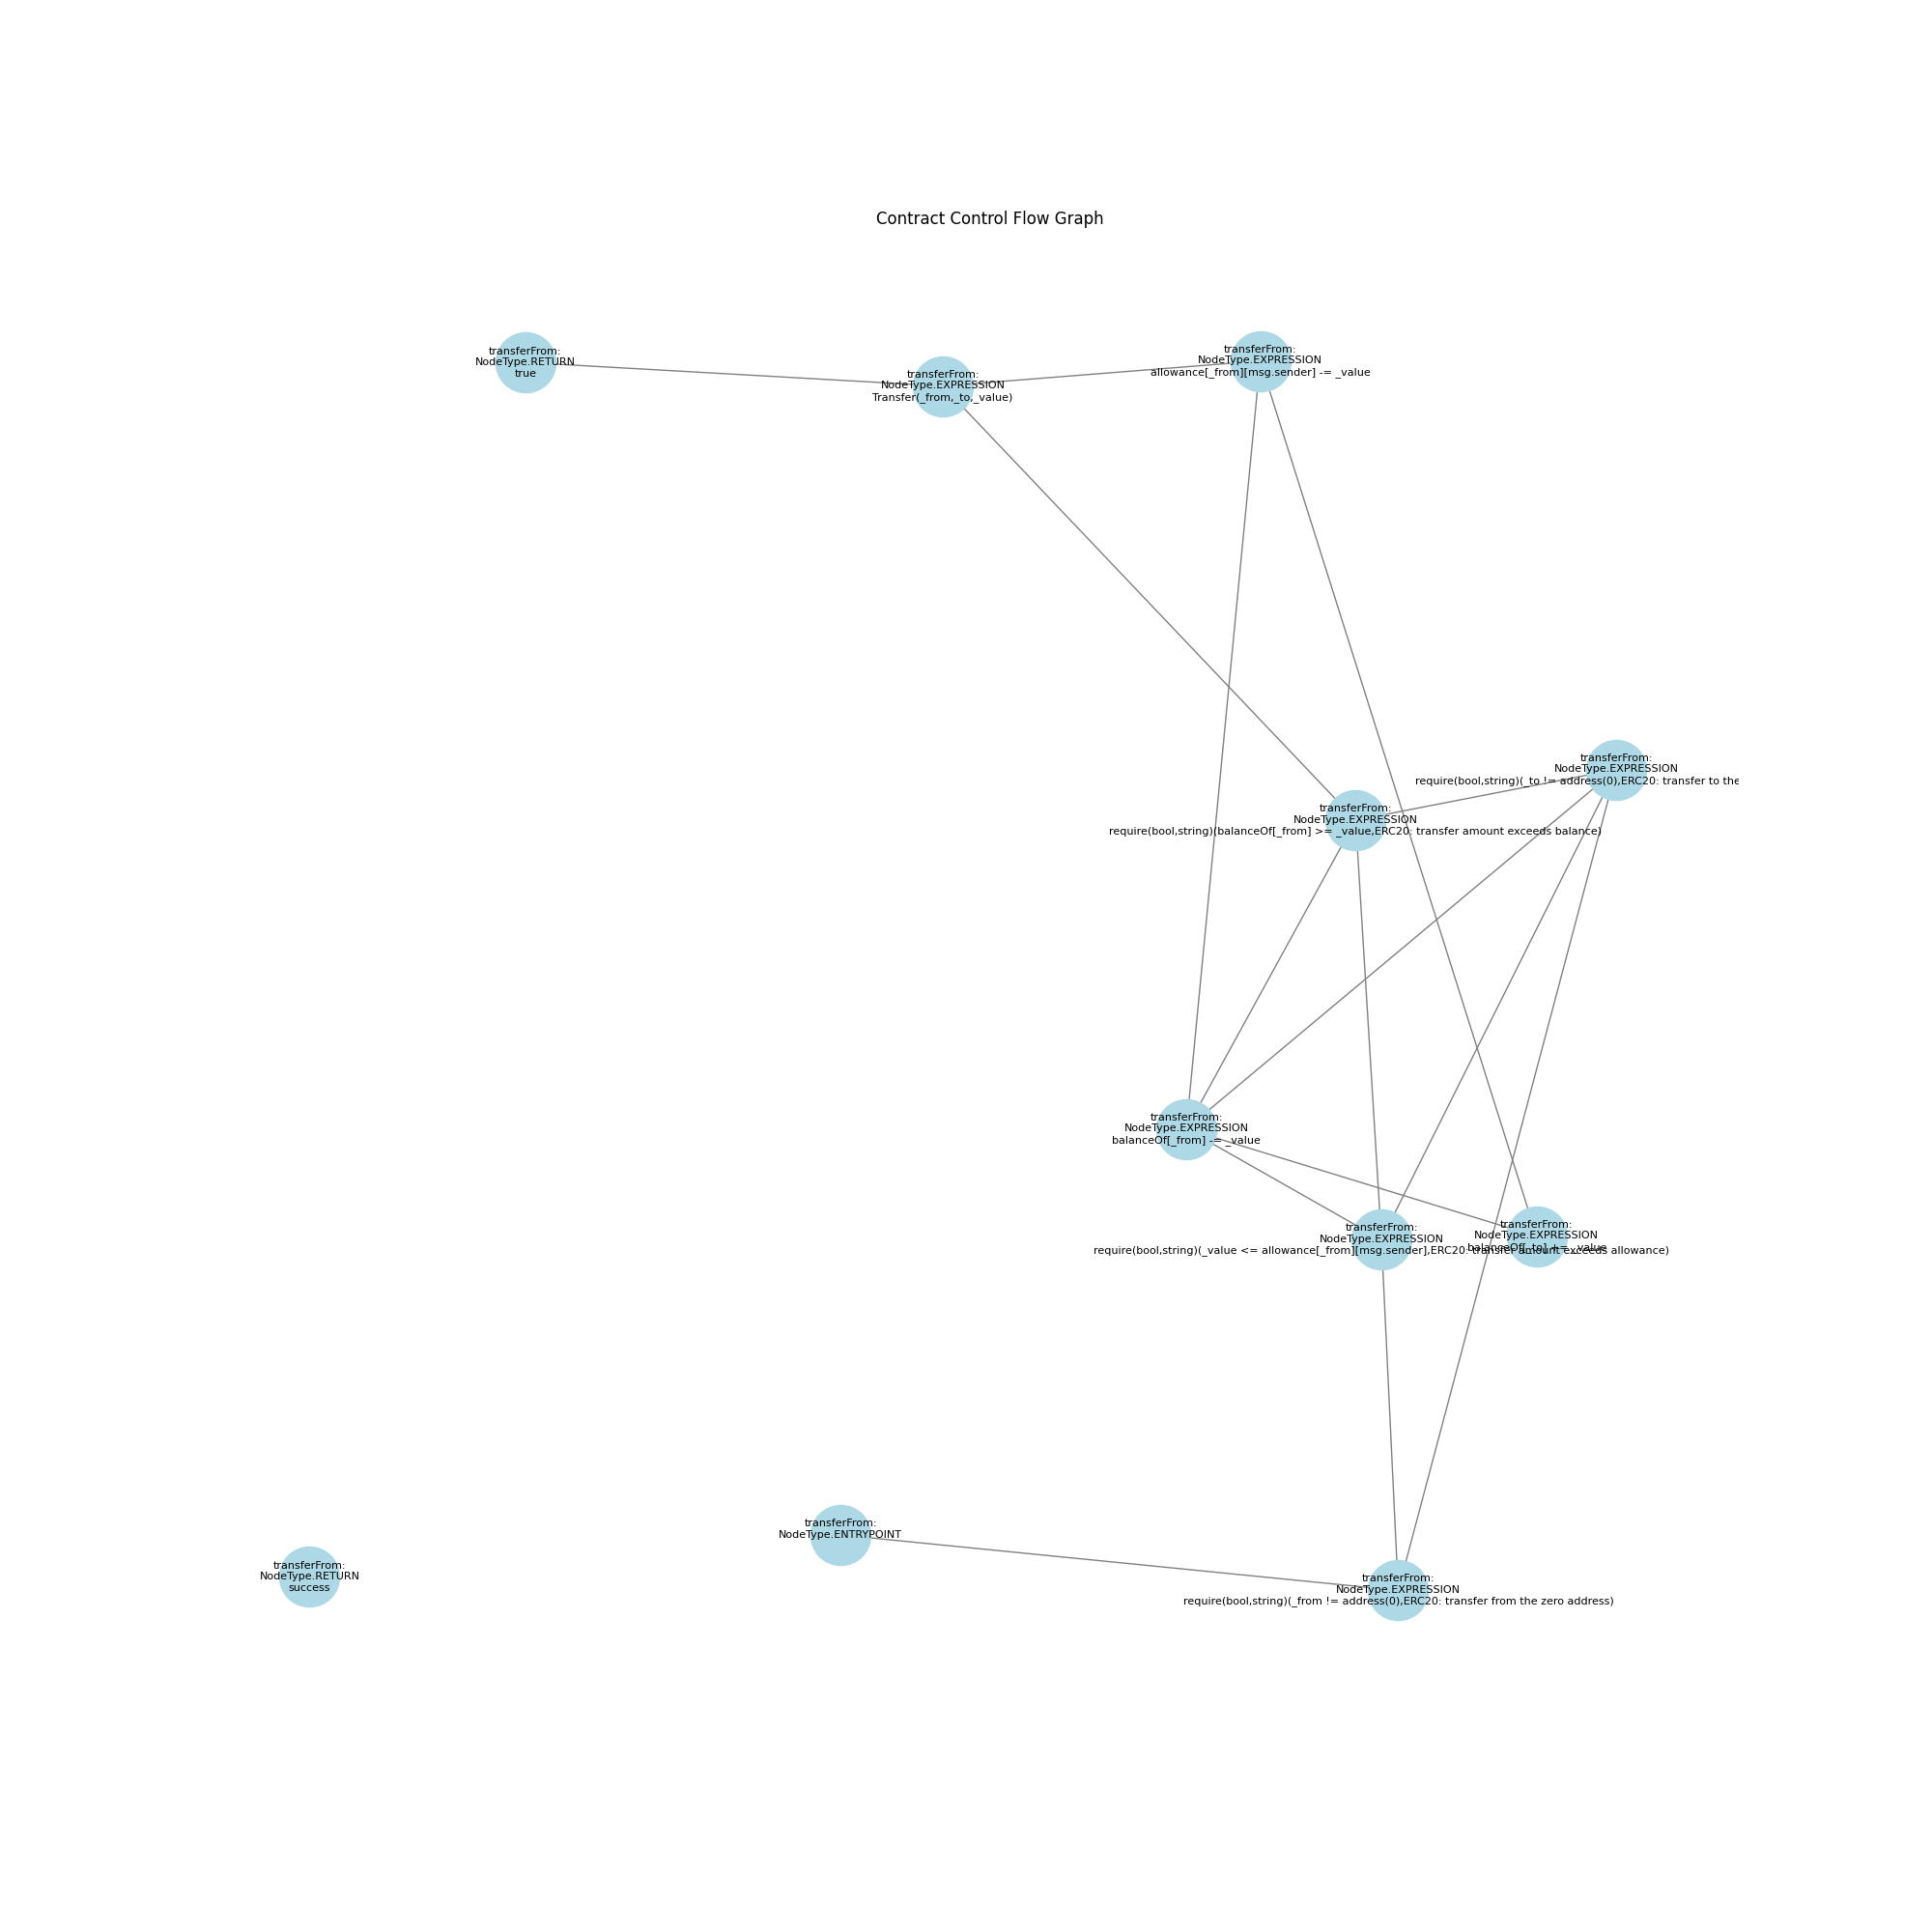 Contract Control Flow Graph
transferFrom:
NodeType.RETURN
true
transferFrom:
NodeType.EXPRESSION
Transfer(_from,_to,_value)
transferFrom:
NodeType.EXPRESSION
allowance[_from][msg.sender] -= _value
transferFrom:
NodeType.EXPRESSION
require(bool,string)(_to != address(0),ERC20: transfer to the
transferFrom:
NodeType.EXPRESSION
require(bool,string)(balanceOf[_from] >= _value,ERC20: transfer amount exceeds balance)
transferFrom:
NodeType.EXPRESSION
balanceOf[_from] -= _value
transferFrom:
NodeType.EXPRESSION
require(bool,string)(_value <= allowance[_from][msg.sender],ERC20: transfer amount exceeds allowance)
transferFrom:
NodeType.EXPRESSION
balanceOf[_to] += _value
transferFrom:
NodeType.ENTRYPOINT
transferFrom:
NodeType.RETURN
success
transferFrom:
NodeType.EXPRESSION
require(bool,string)(_from != address(0),ERC20: transfer from the zero address)